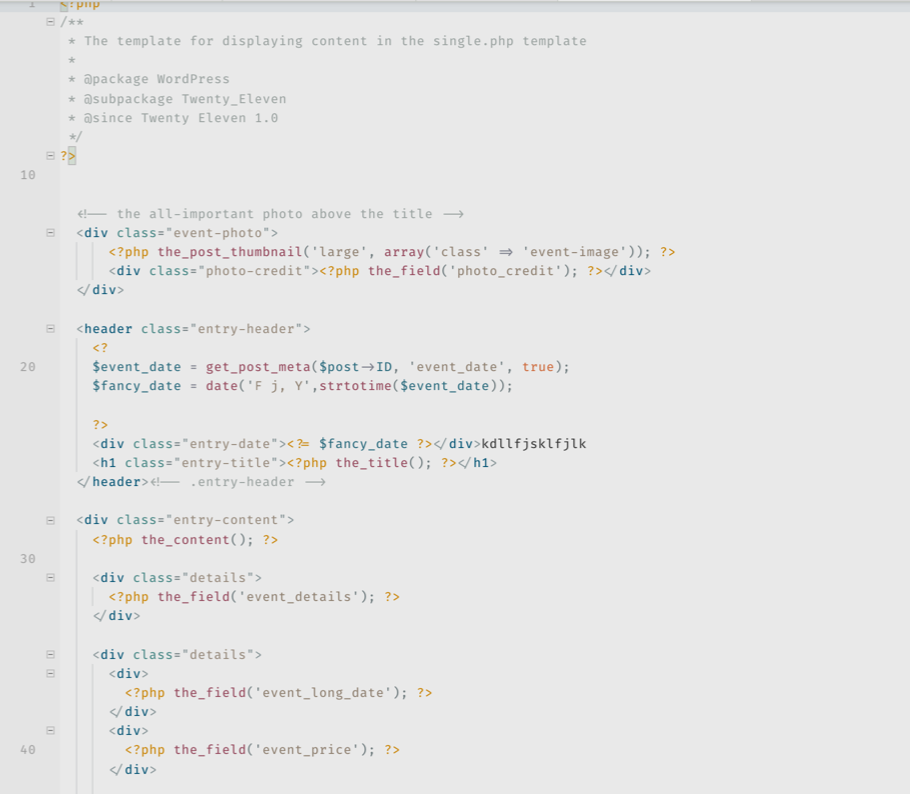 1 <?php
/**
 * The template for displaying content in the single.php template
 *
 * @package WordPress
 * @subpackage Twenty_Eleven
 * @since Twenty Eleven 1.0
 */
?>
10
<!-- the all-important photo above the title -->
<div class="event-photo">
<?php the_post_thumbnail('large', array('class' => 'event-image')); ?>
<div class="photo-credit"><?php the_field('photo_credit'); ?></div>
</div>
<header class="entry-header">
<?
20 $event_date = get_post_meta($post->ID, 'event_date', true);
$fancy_date = date('F j, Y',strtotime($event_date));
?>
<div class="entry-date"><?= $fancy_date ?></div>kdllfjsklfjlk
<h1 class="entry-title"><?php the_title(); ?></h1>
</header><!-- .entry-header -->
<div class="entry-content">
<?php the_content(); ?>
30
<div class="details">
<?php the_field('event_details'); ?>
</div>
<div class="details">
<div>
<?php the_field('event_long_date'); ?>
</div>
<div>
40 <?php the_field('event_price'); ?>
</div>